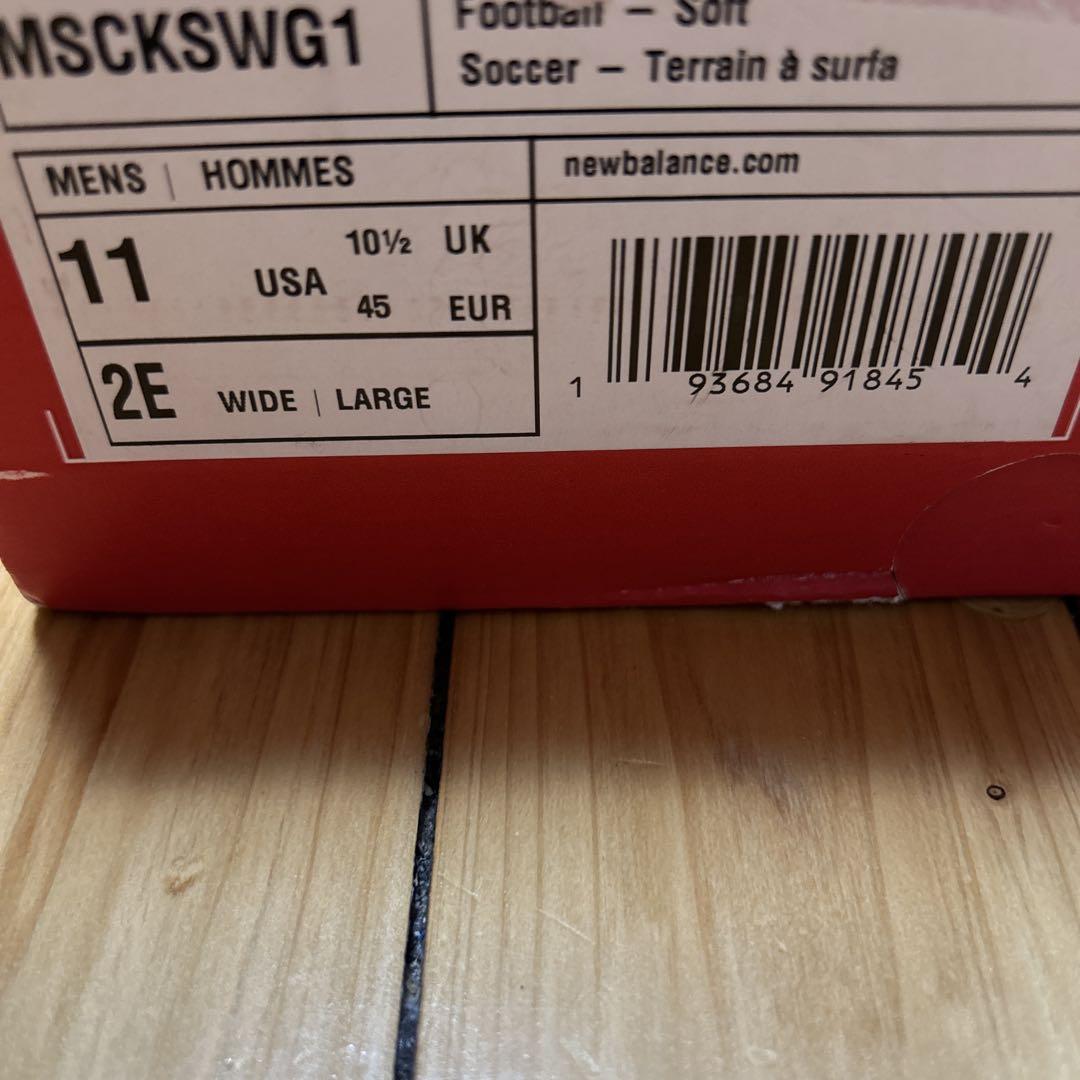 MSCKSWG1
Football – Soft
Soccer – Terrain à surfa
MENS | HOMMES
newbalance.com
11 USA 10½ UK
45 EUR
2E WIDE | LARGE
1 93684 91845 4